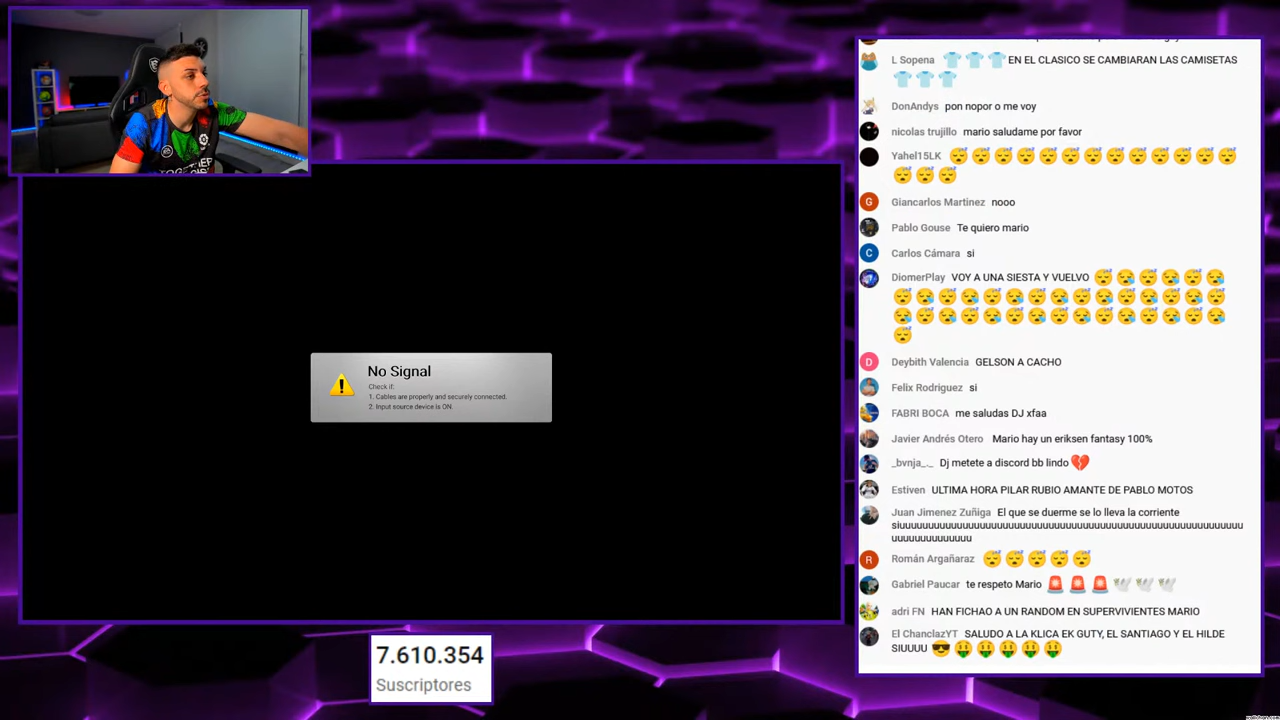 No Signal
Check if:
1. Cables are properly and securely connected.
2. Input source device is ON.
7.610.354
Suscriptores
L Sopena 👕 👕 👕 EN EL CLASICO SE CAMBIARAN LAS CAMISETAS
👕 👕 👕
DonAndys pon nopor o me voy
nicolas trujillo mario saludame por favor
Yahel15LK 😴 😴 😴 😴 😴 😴 😴 😴 😴 😴 😴 😴 😴
😴 😴 😴
G Giancarlos Martinez nooo
Pablo Gouse Te quiero mario
C Carlos Cámara si
DiomerPlay VOY A UNA SIESTA Y VUELVO 😴 😪 😴 😪 😴 😪
😴 😪 😴 😪 😴 😪 😴 😪 😴 😪 😴 😪 😴 😪 😴
😪 😴 😪 😴 😪 😴 😪 😴 😪 😴 😪 😴 😪 😴 😪
😴
D Deybith Valencia GELSON A CACHO
Felix Rodriguez si
FABRI BOCA me saludas DJ xfaa
Javier Andrés Otero Mario hay un eriksen fantasy 100%
_bvnja_._ Dj metete a discord bb lindo 💔
Estiven ULTIMA HORA PILAR RUBIO AMANTE DE PABLO MOTOS
Juan Jimenez Zuñiga El que se duerme se lo lleva la corriente
siuuuuuuuuuuuuuuuuuuuuuuuuuuuuuuuuuuuuuuuuuuuuuuuuuuuuuuuuuu
uuuuuuuuuuuuu
R Román Argañaraz 😴 😴 😴 😴 😴
Gabriel Paucar te respeto Mario 🚨 🚨 🚨 🕊 🕊 🕊
adri FN HAN FICHAO A UN RANDOM EN SUPERVIVIENTES MARIO
El ChanclazYT SALUDO A LA KLICA EK GUTY, EL SANTIAGO Y EL HILDE
SIUUUU 😎 🤑 🤑 🤑 🤑 🤑